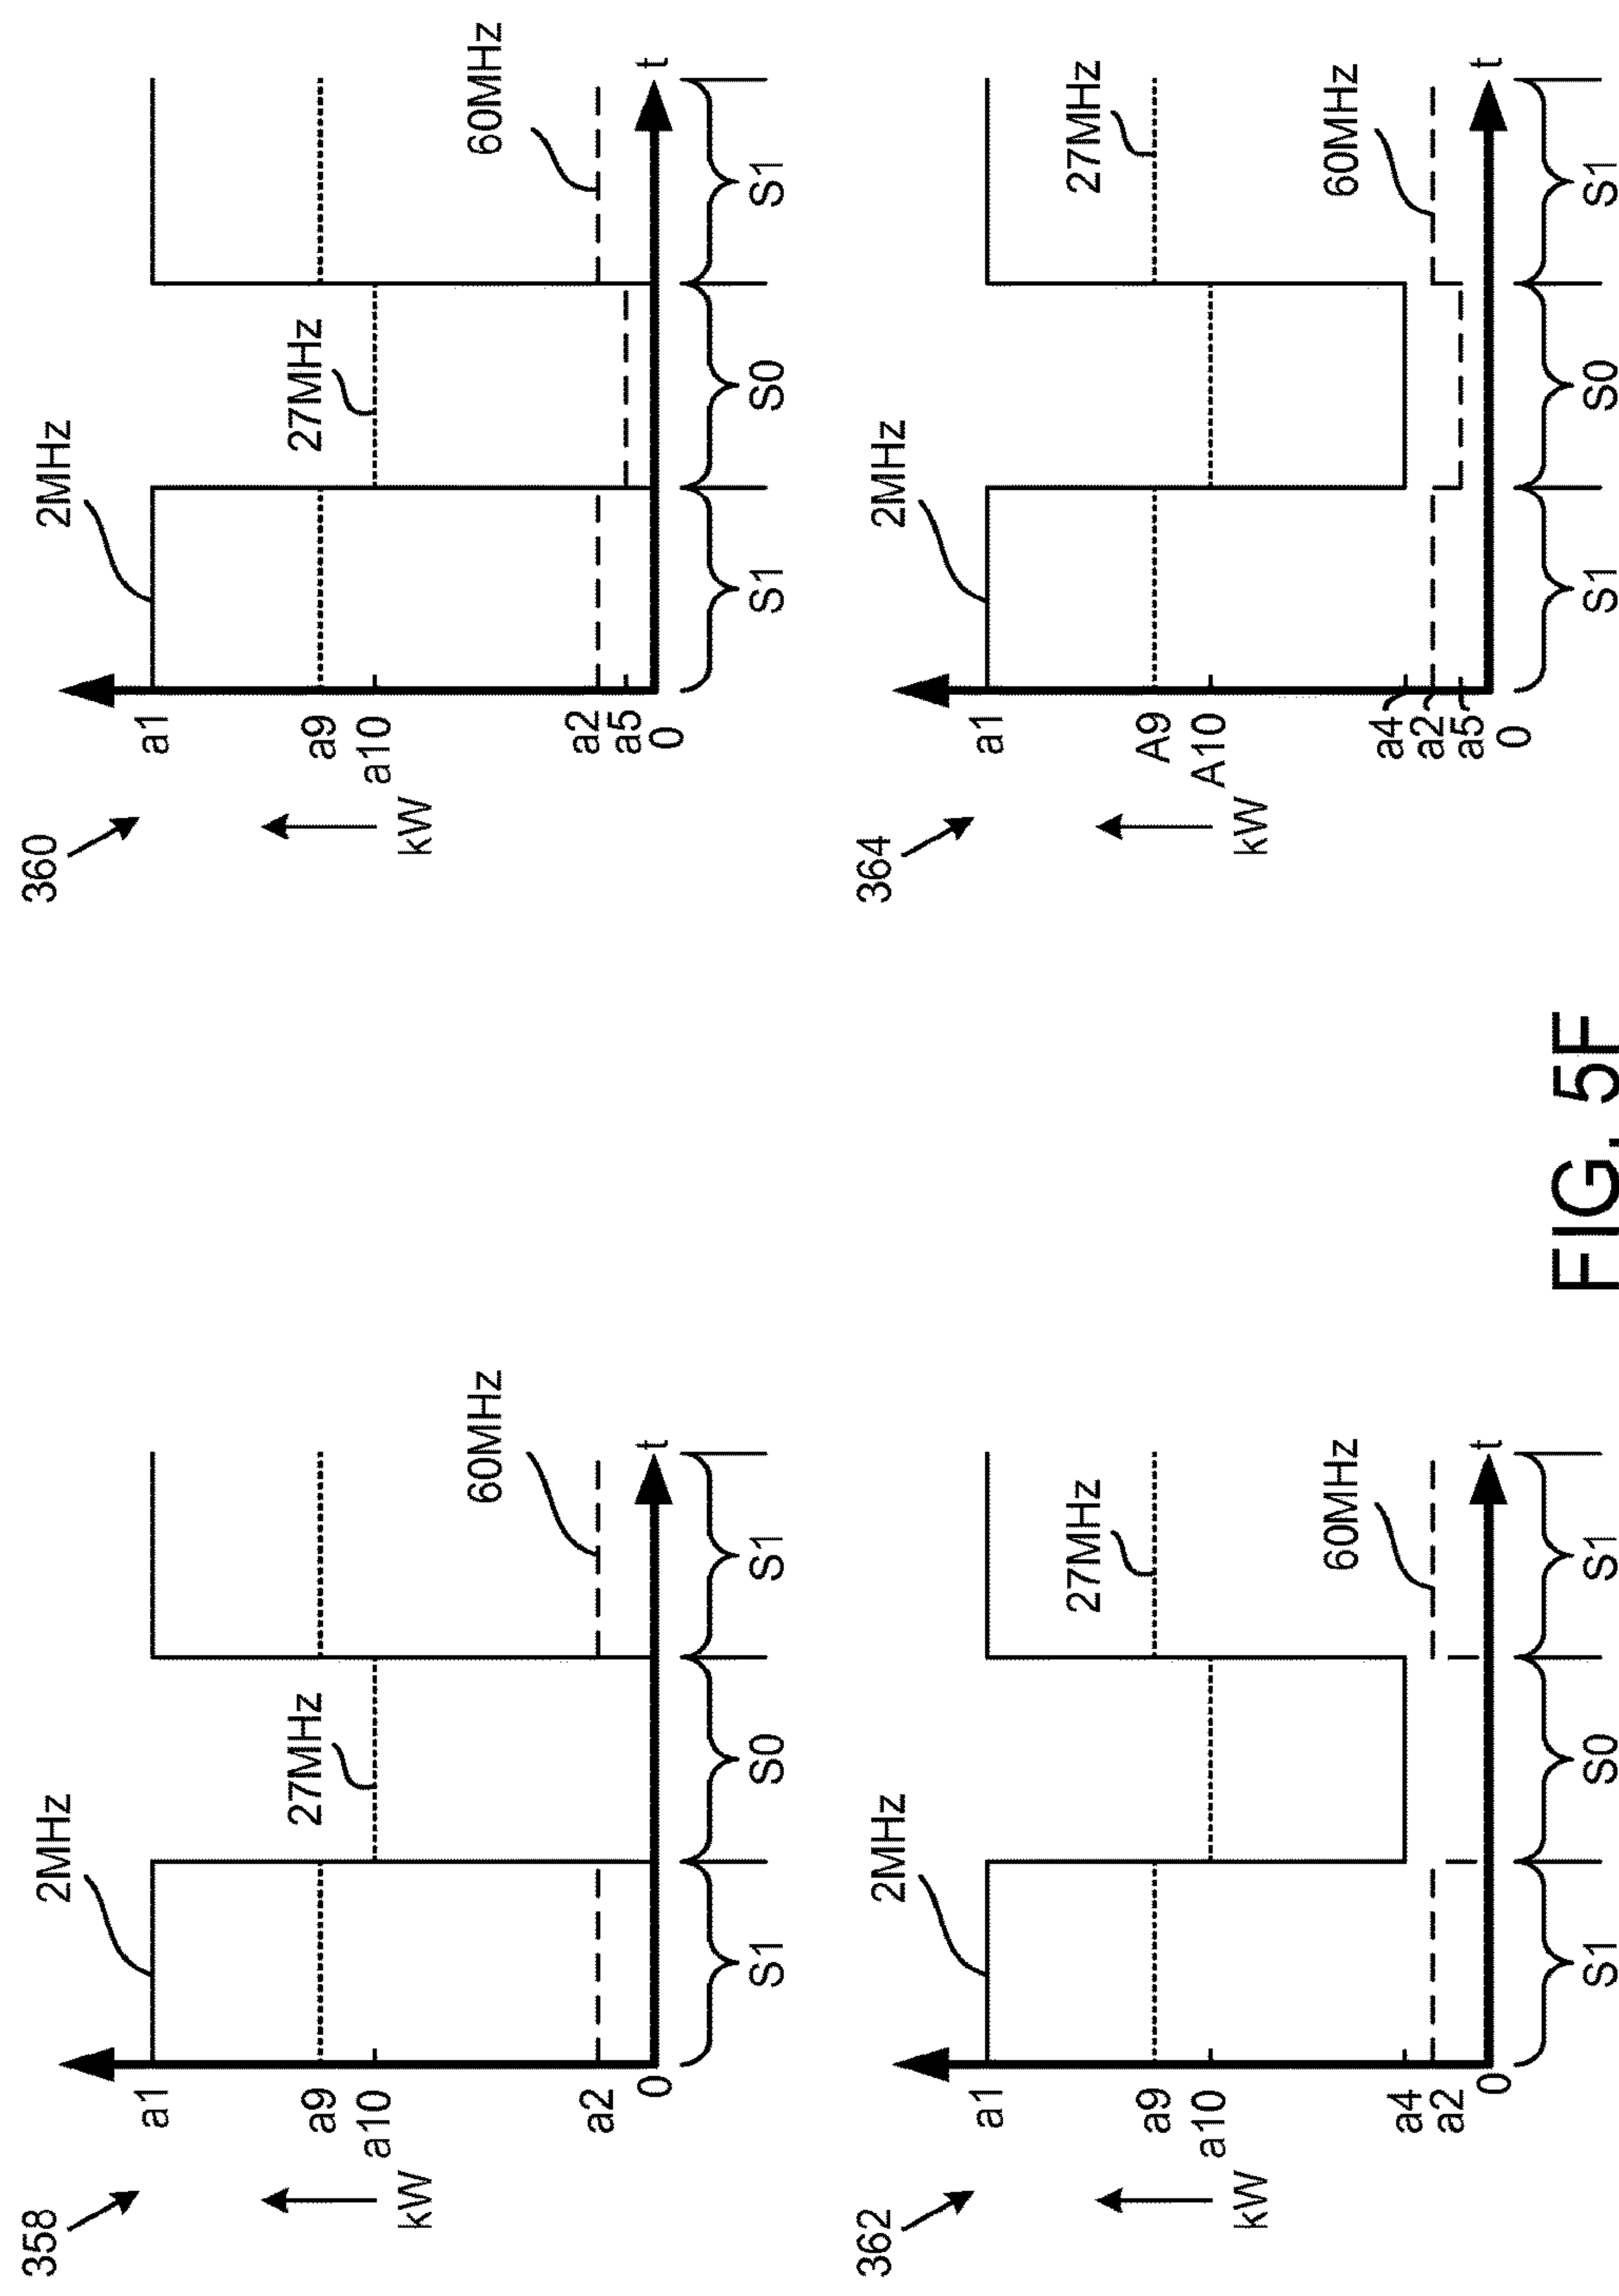 358
kW
a1
a9
a10
a2
0
2MHz
27MHz
60MHz
t
S1 S0 S1
360
kW
a1
a9
a10
a2
a5
0
2MHz
27MHz
60MHz
t
S1 S0 S1
362
kW
a1
a9
a10
a4
a2
0
2MHz
27MHz
60MHz
t
S1 S0 S1
364
kW
a1
A9
A10
a4
a2
a5
0
2MHz
27MHz
60MHz
t
S1 S0 S1
FIG. 5F